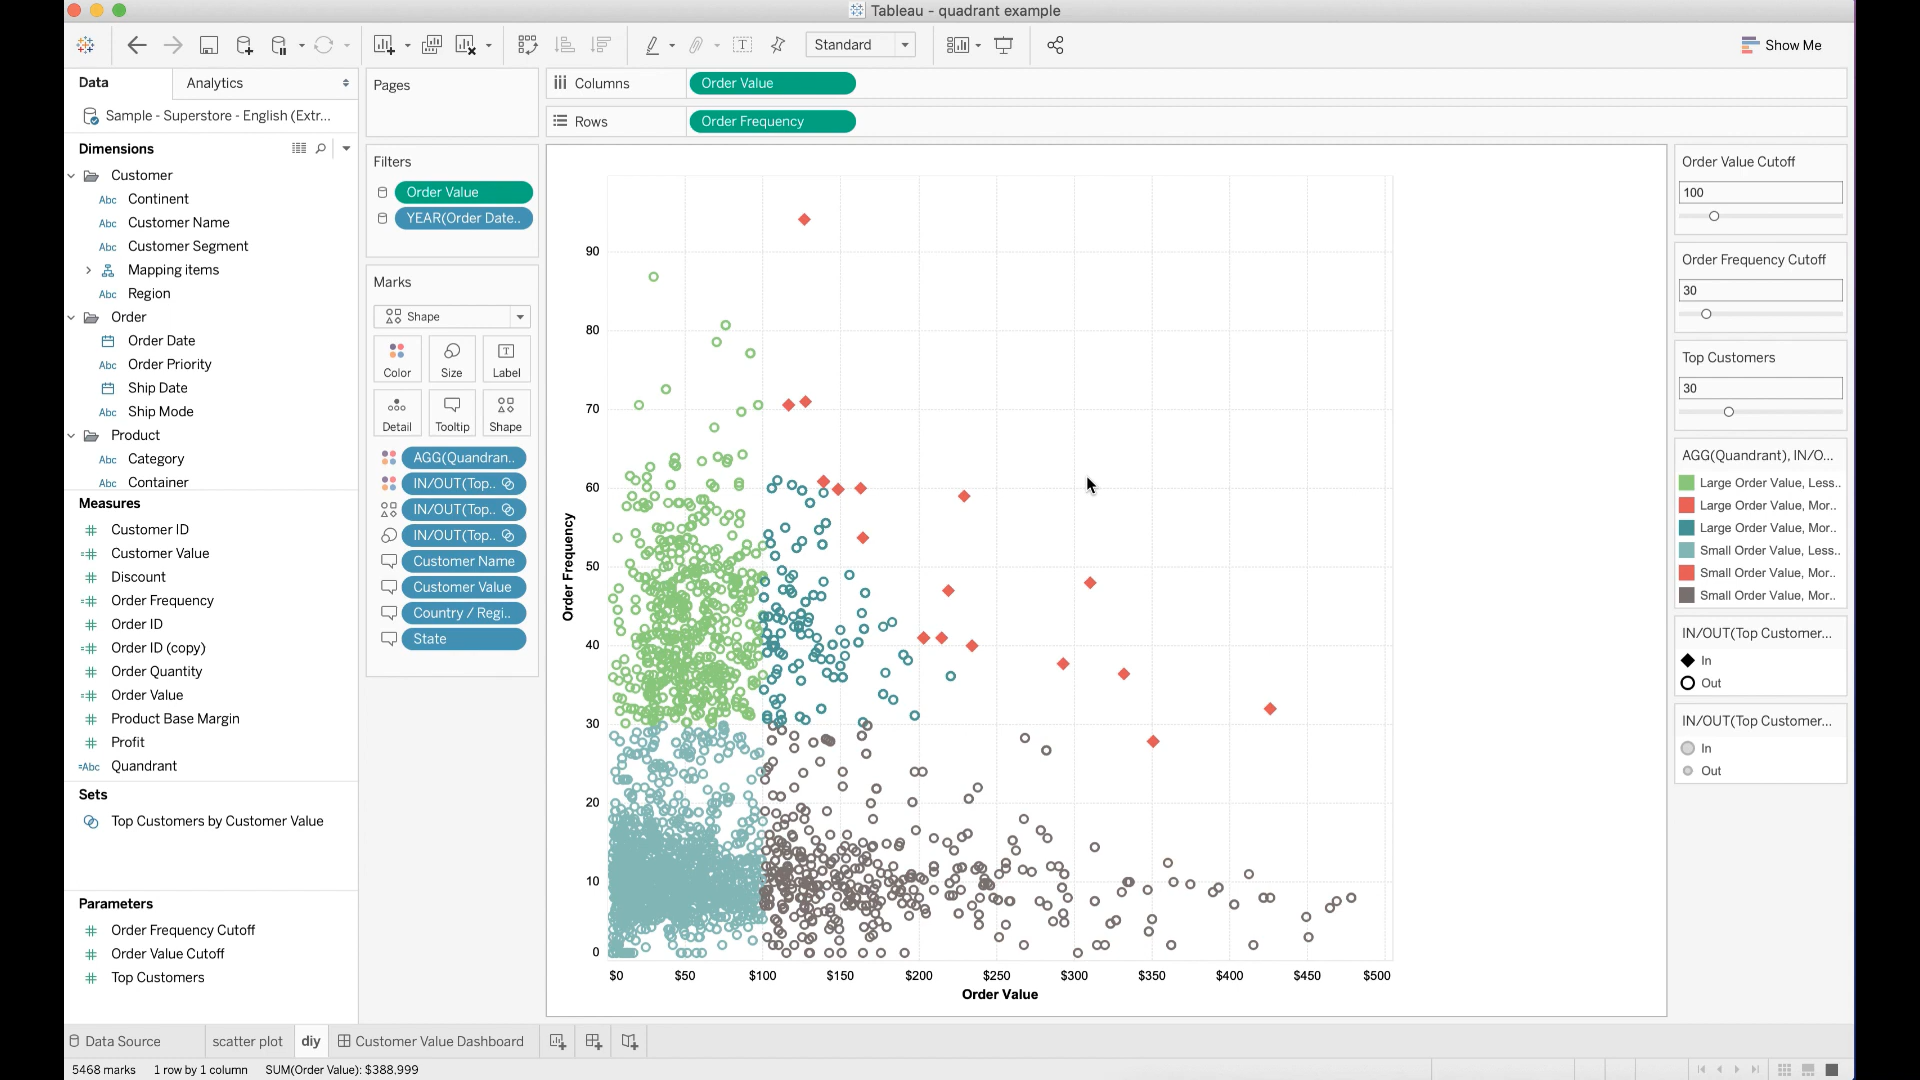 Tableau - quadrant example
Standard
Show Me
Data
Analytics
Sample - Superstore - English (Extr...
Dimensions
Customer
Abc Continent
Abc Customer Name
Abc Customer Segment
Mapping items
Abc Region
Order
Order Date
Abc Order Priority
Ship Date
Abc Ship Mode
Product
Abc Category
Abc Container
Measures
Customer ID
Customer Value
Discount
Order Frequency
Order ID
Order ID (copy)
Order Quantity
Order Value
Product Base Margin
Profit
=Abc Quandrant
Sets
Top Customers by Customer Value
Parameters
Order Frequency Cutoff
Order Value Cutoff
Top Customers
Pages
Filters
Order Value
YEAR(Order Date..
Marks
Shape
Color Size Label
Detail Tooltip Shape
AGG(Quandran..
IN/OUT(Top..
IN/OUT(Top..
IN/OUT(Top..
Customer Name
Customer Value
Country / Regi..
State
Columns Order Value
Rows Order Frequency
Order Frequency
90
80
70
60
50
40
30
20
10
0
$0 $50 $100 $150 $200 $250 $300 $350 $400 $450 $500
Order Value
Order Value Cutoff
100
Order Frequency Cutoff
30
Top Customers
30
AGG(Quandrant), IN/O...
Large Order Value, Less..
Large Order Value, Mor..
Large Order Value, Mor..
Small Order Value, Less..
Small Order Value, Mor..
Small Order Value, Mor..
IN/OUT(Top Customer...
In
Out
IN/OUT(Top Customer...
In
Out
Data Source
scatter plot
diy
Customer Value Dashboard
5468 marks 1 row by 1 column SUM(Order Value): $388,999